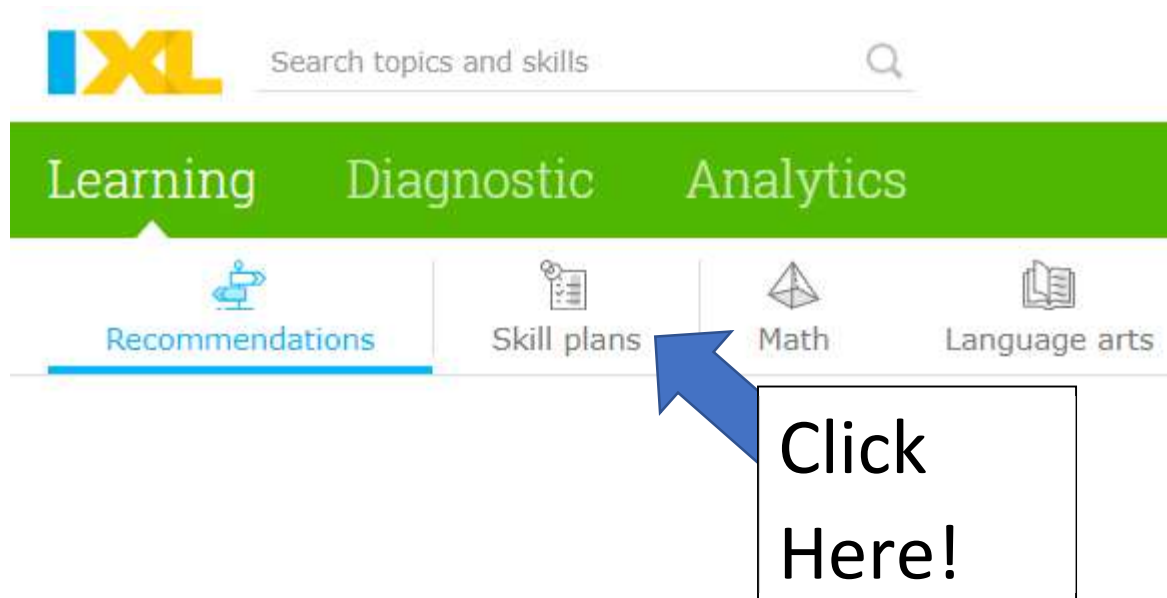 IXL Search topics and skills
Learning Diagnostic Analytics
Recommendations Skill plans Math Language arts
Click
Here!